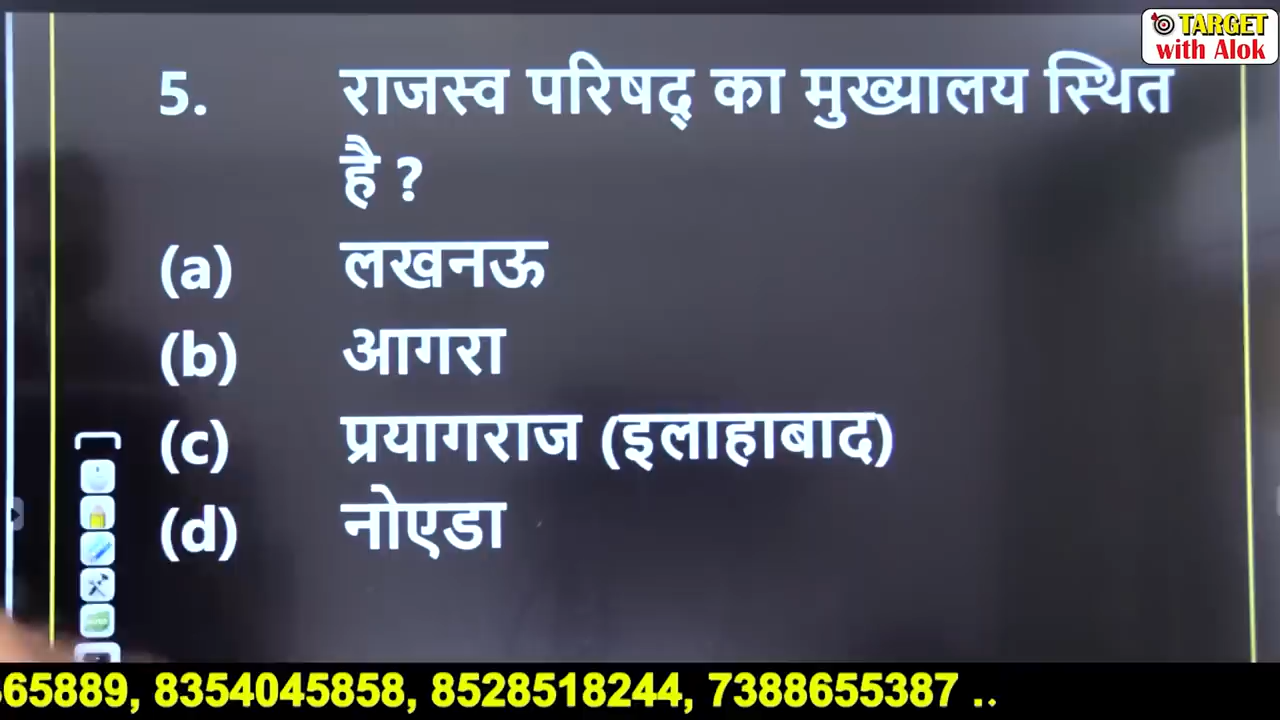 TARGET
with Alok
5. राजस्व परिषद् का मुख्यालय स्थित
है ?
(a) लखनऊ
(b) आगरा
(c) प्रयागराज (इलाहाबाद)
(d) नोएडा
65889, 8354045858, 8528518244, 7388655387 ..